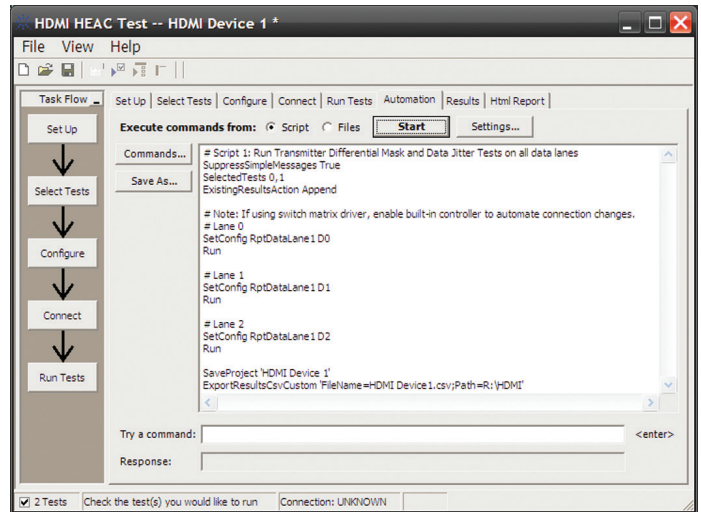 HDMI HEAC Test -- HDMI Device 1 *
File View Help
Task Flow _
Set Up
Select Tests
Configure
Connect
Run Tests
Set Up Select Tests Configure Connect Run Tests Automation Results Html Report
Execute commands from: Script Files Start Settings...
Commands...
Save As...
# Script 1: Run Transmitter Differential Mask and Data Jitter Tests on all data lanes
SuppressSimpleMessages True
SelectedTests 0,1
ExistingResultsAction Append
# Note: If using switch matrix driver, enable built-in controller to automate connection changes.
# Lane 0
SetConfig RptDataLane1 D0
Run
# Lane 1
SetConfig RptDataLane1 D1
Run
# Lane 2
SetConfig RptDataLane1 D2
Run
SaveProject 'HDMI Device 1'
ExportResultsCsvCustom 'FileName=HDMI Device1.csv;Path=R:\HDMI'
Try a command: <enter>
Response:
2 Tests Check the test(s) you would like to run Connection: UNKNOWN